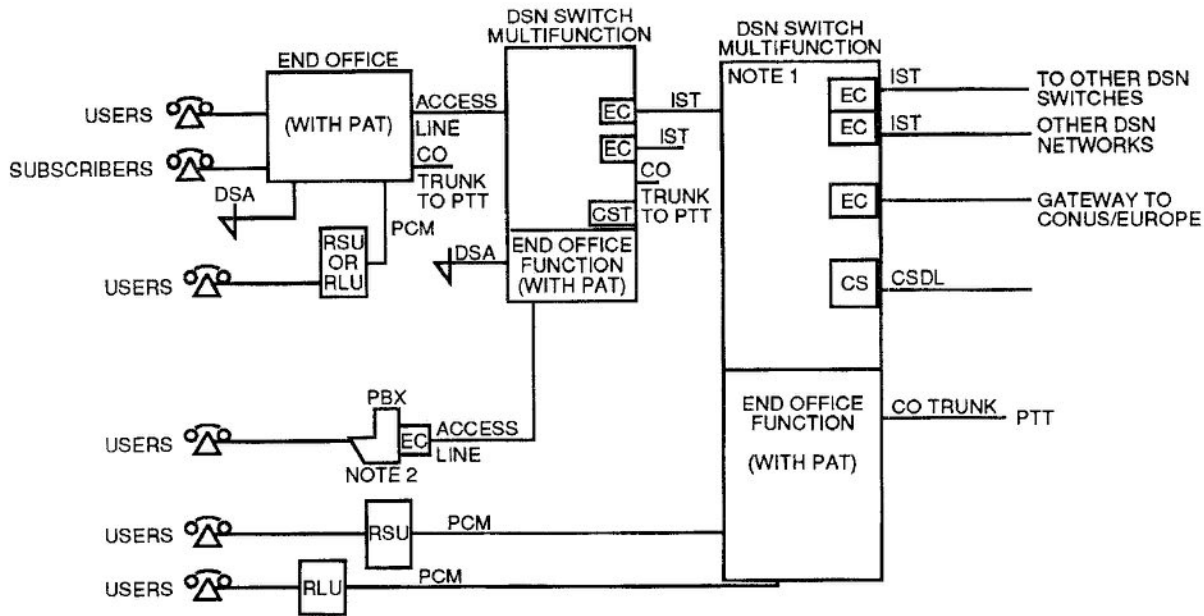 DSN SWITCH
MULTIFUNCTION
DSN SWITCH
MULTIFUNCTION
END OFFICE
(WITH PAT)
USERS
SUBSCRIBERS
DSA
ACCESS
LINE
CO
TRUNK
TO PTT
PCM
RSU
OR
RLU
USERS
EC
IST
EC
IST
CO
TRUNK
TO PTT
CST
DSA
END OFFICE
FUNCTION
(WITH PAT)
NOTE 1
EC
IST
TO OTHER DSN
SWITCHES
EC
IST
OTHER DSN
NETWORKS
EC
GATEWAY TO
CONUS/EUROPE
CS
CSDL
END OFFICE
FUNCTION
(WITH PAT)
CO TRUNK
PTT
USERS
PBX
EC
ACCESS
LINE
NOTE 2
USERS
RSU
PCM
USERS
RLU
PCM